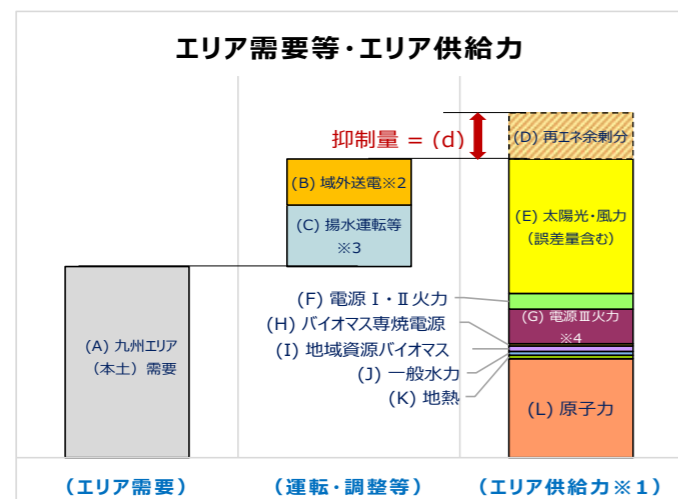 エリア需要等・エリア供給力
抑制量 = (d)
(D) 再エネ余剰分
(B) 域外送電※2
(C) 揚水運転等
※3
(E) 太陽光・風力
(誤差量含む)
(A) 九州エリア
(本土) 需要
(F) 電源Ⅰ・Ⅱ火力
(G) 電源Ⅲ火力
※4
(H) バイオマス専焼電源
(I) 地域資源バイオマス
(J) 一般水力
(K) 地熱
(L) 原子力
(エリア需要)
(運転・調整等)
(エリア供給力※1)